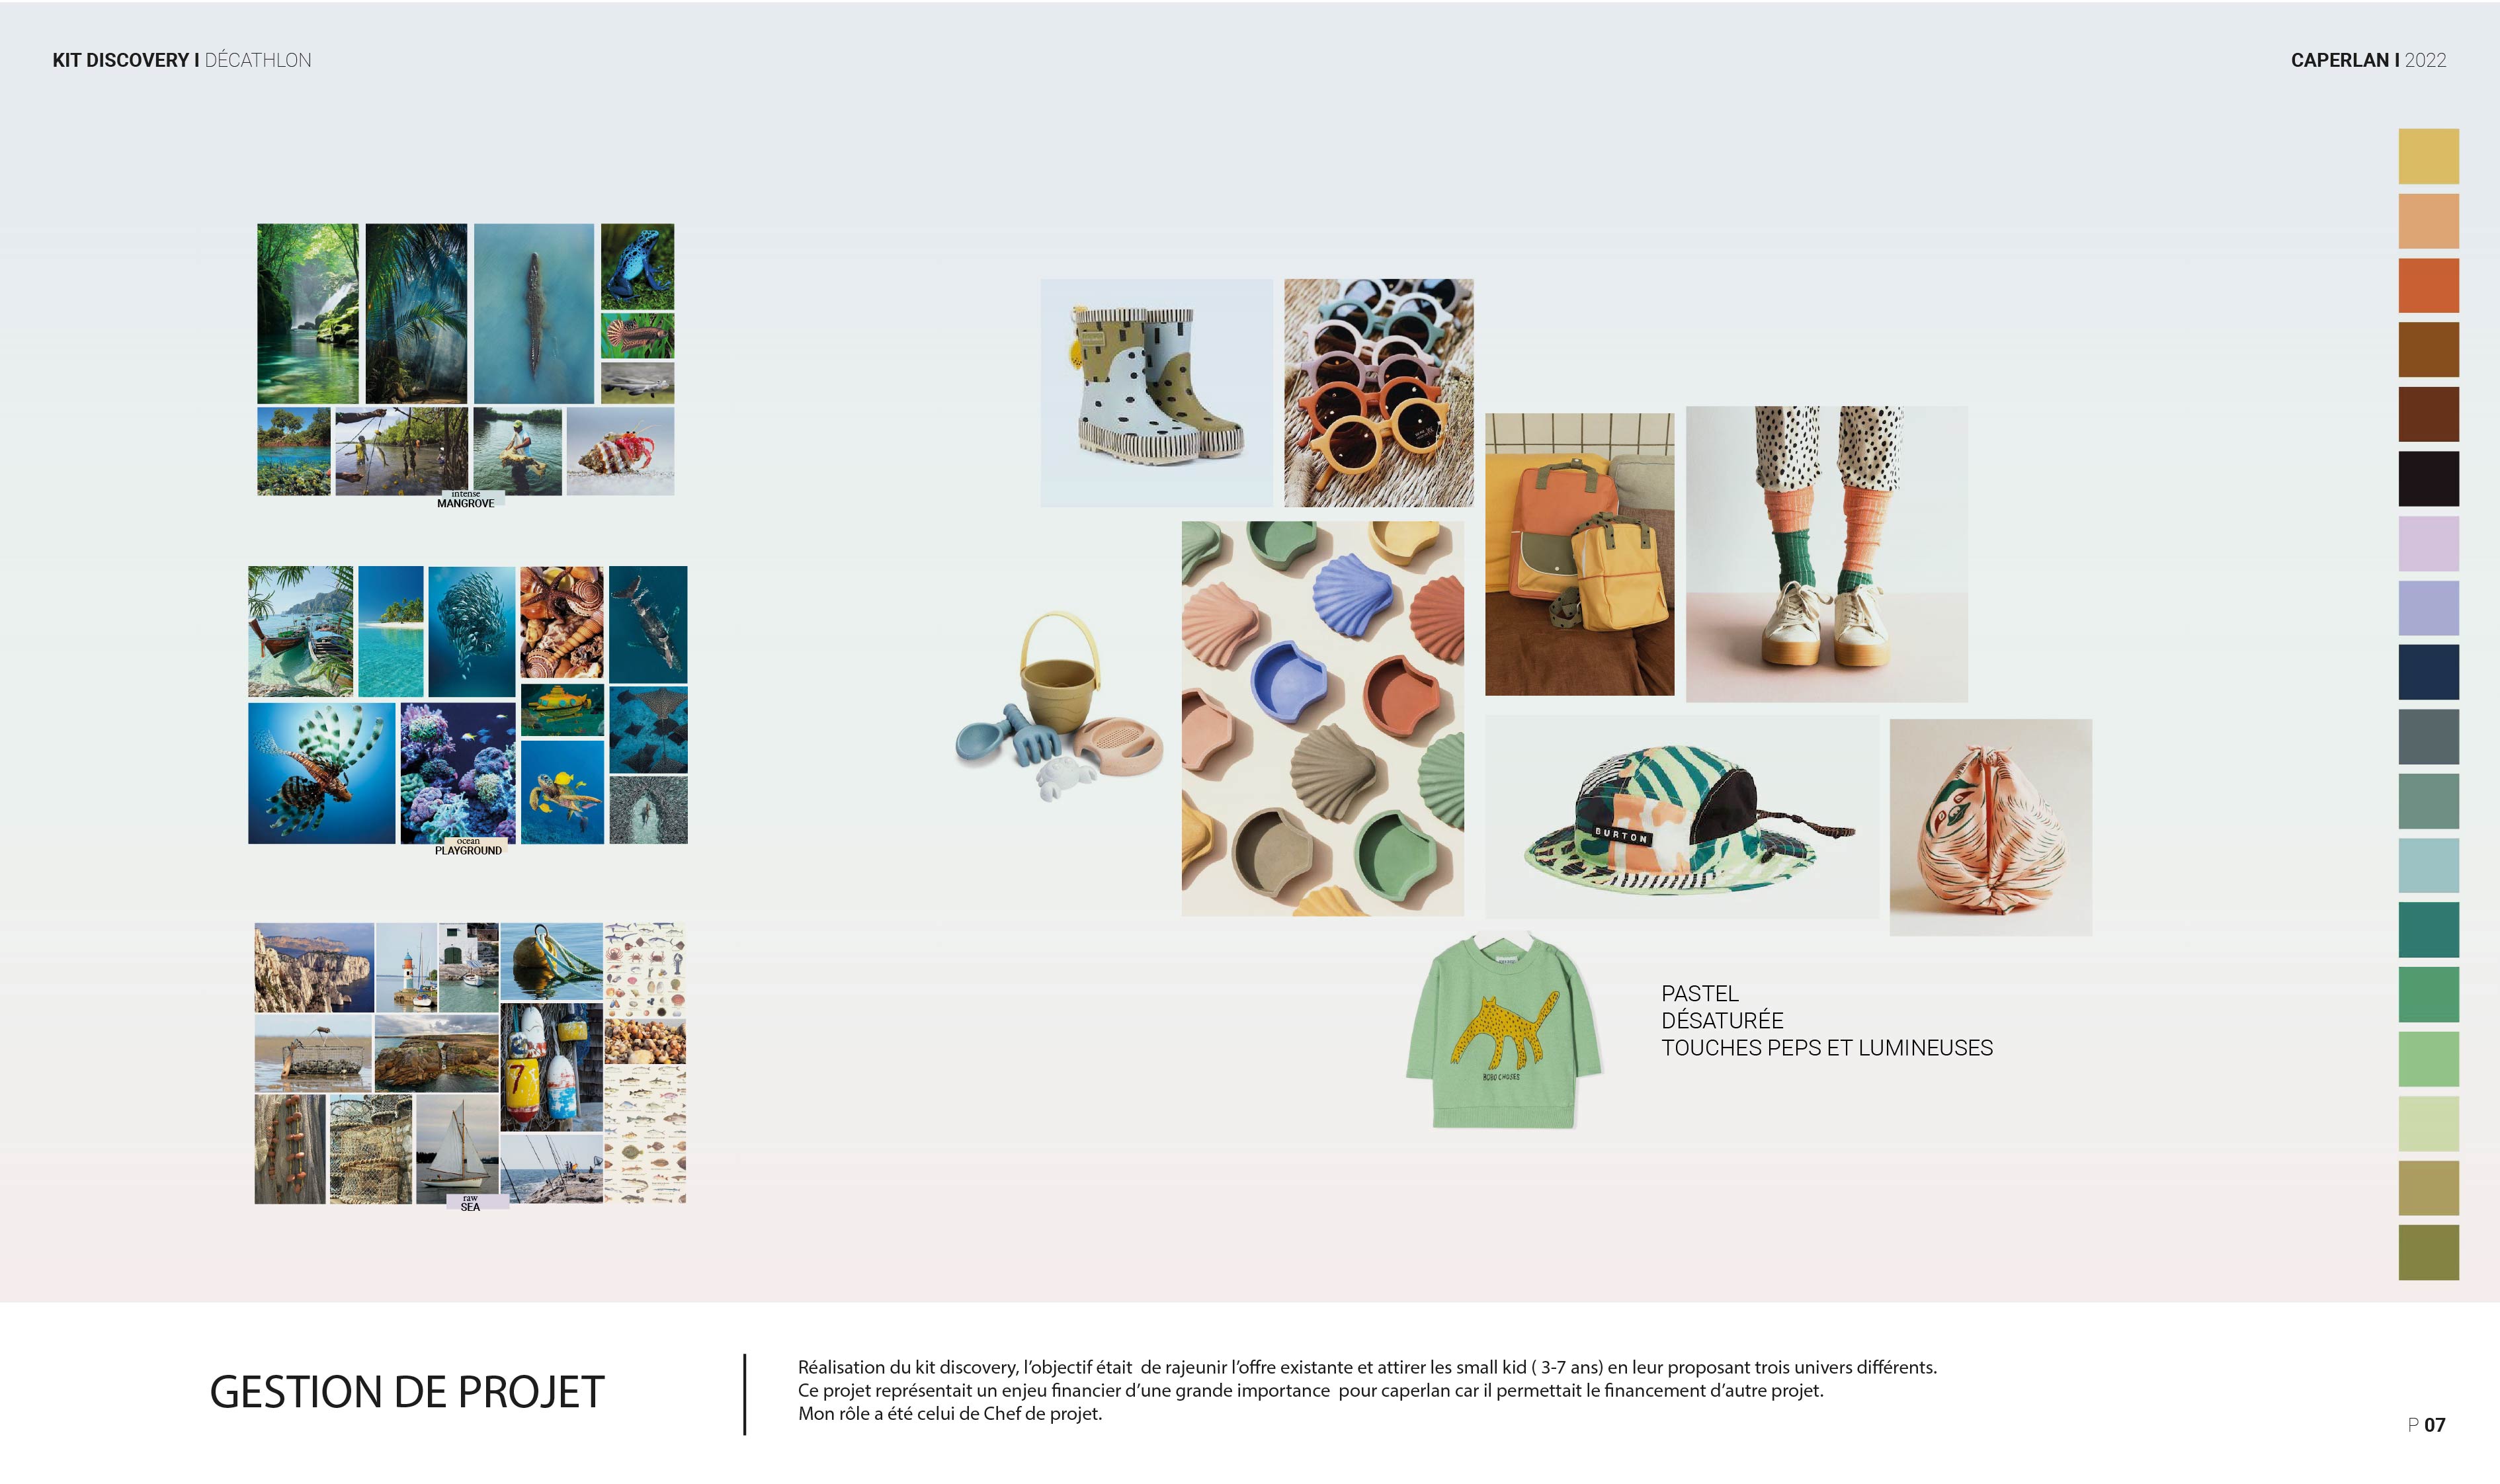 KIT DISCOVERY I DÉCATHLON
CAPERLAN I 2022
intense
MANGROVE
ocean
PLAYGROUND
raw
SEA
BURTON
BOBO CHOSES
PASTEL
DÉSATURÉE
TOUCHES PEPS ET LUMINEUSES
GESTION DE PROJET
Réalisation du kit discovery, l’objectif était  de rajeunir l’offre existante et attirer les small kid ( 3-7 ans) en leur proposant trois univers différents.
Ce projet représentait un enjeu financier d’une grande importance  pour caperlan car il permettait le financement d’autre projet.
Mon rôle a été celui de Chef de projet.
P 07